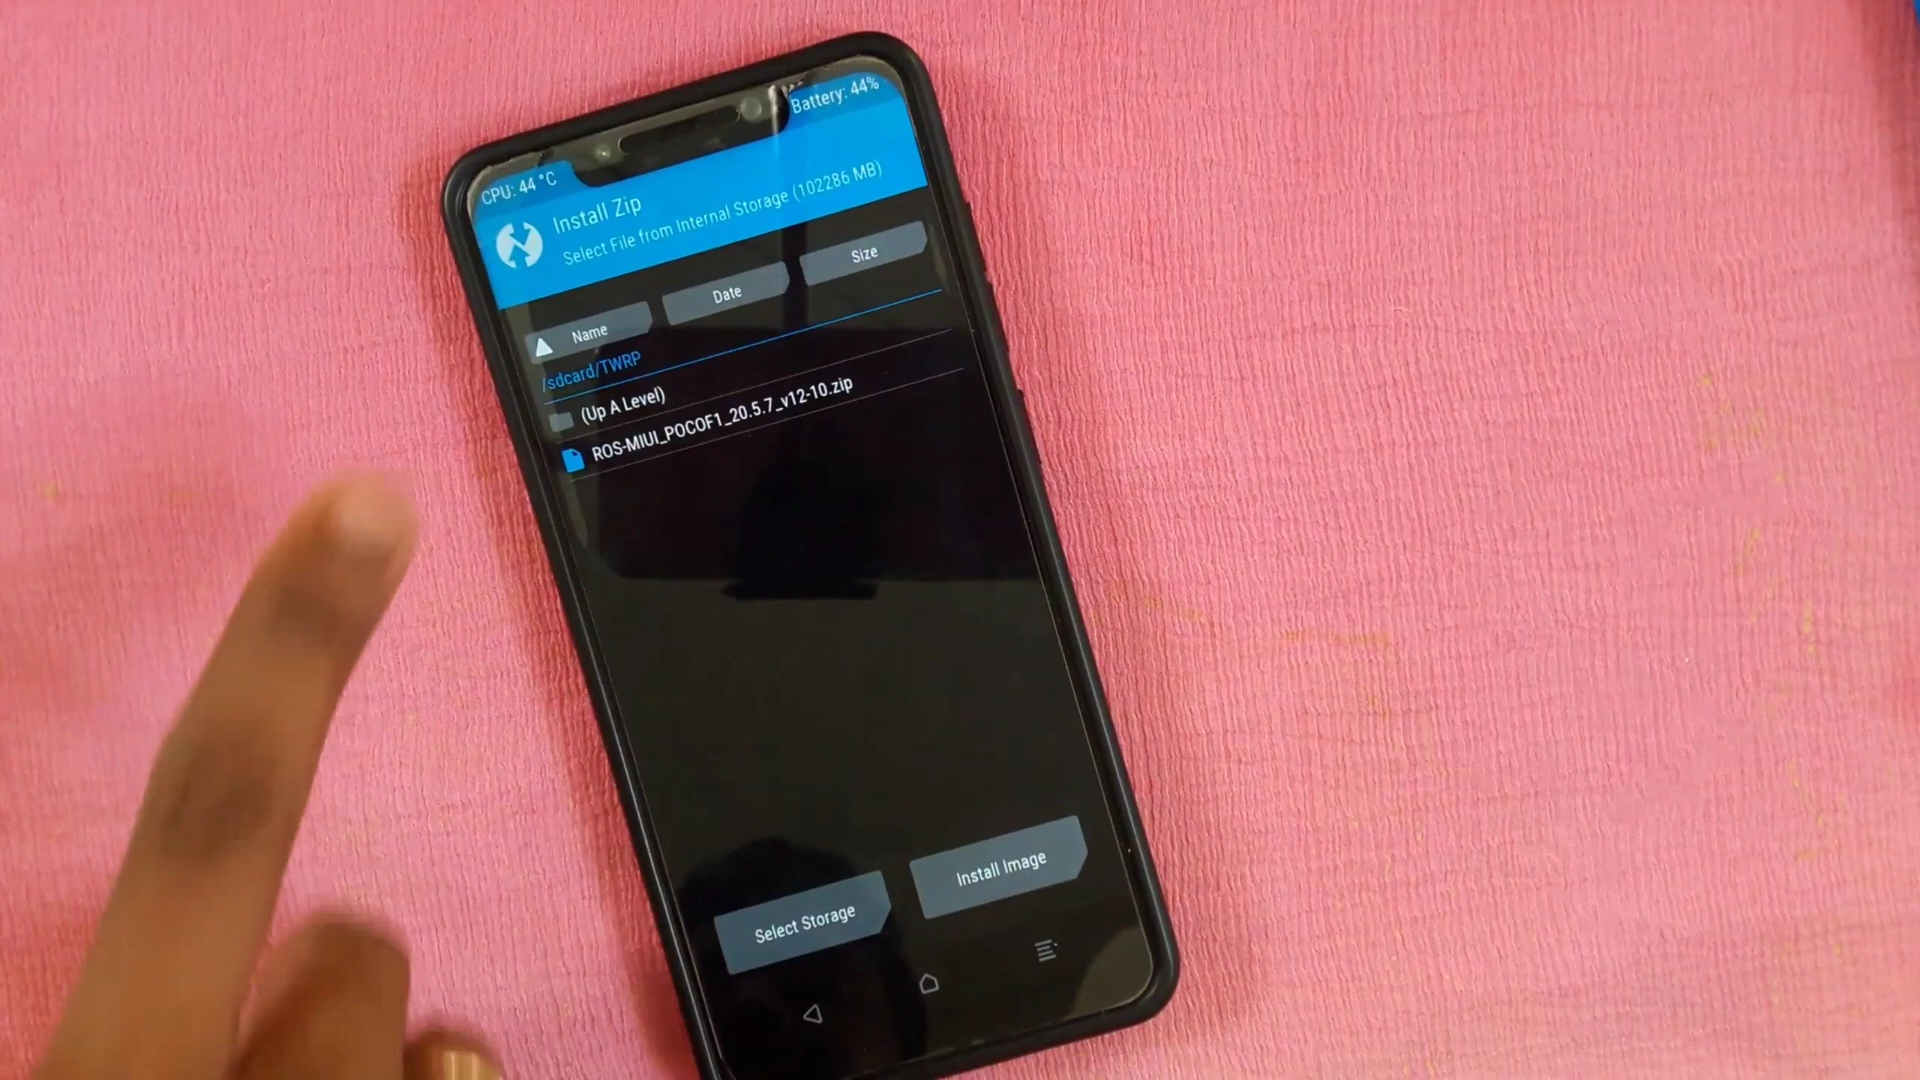 CPU: 44 °C
Battery: 44%
Install Zip
Select File from Internal Storage (102286 MB)
Name
Date
Size
/sdcard/TWRP
(Up A Level)
ROS-MIUI_POCOF1_20.5.7_v12-10.zip
Select Storage
Install Image